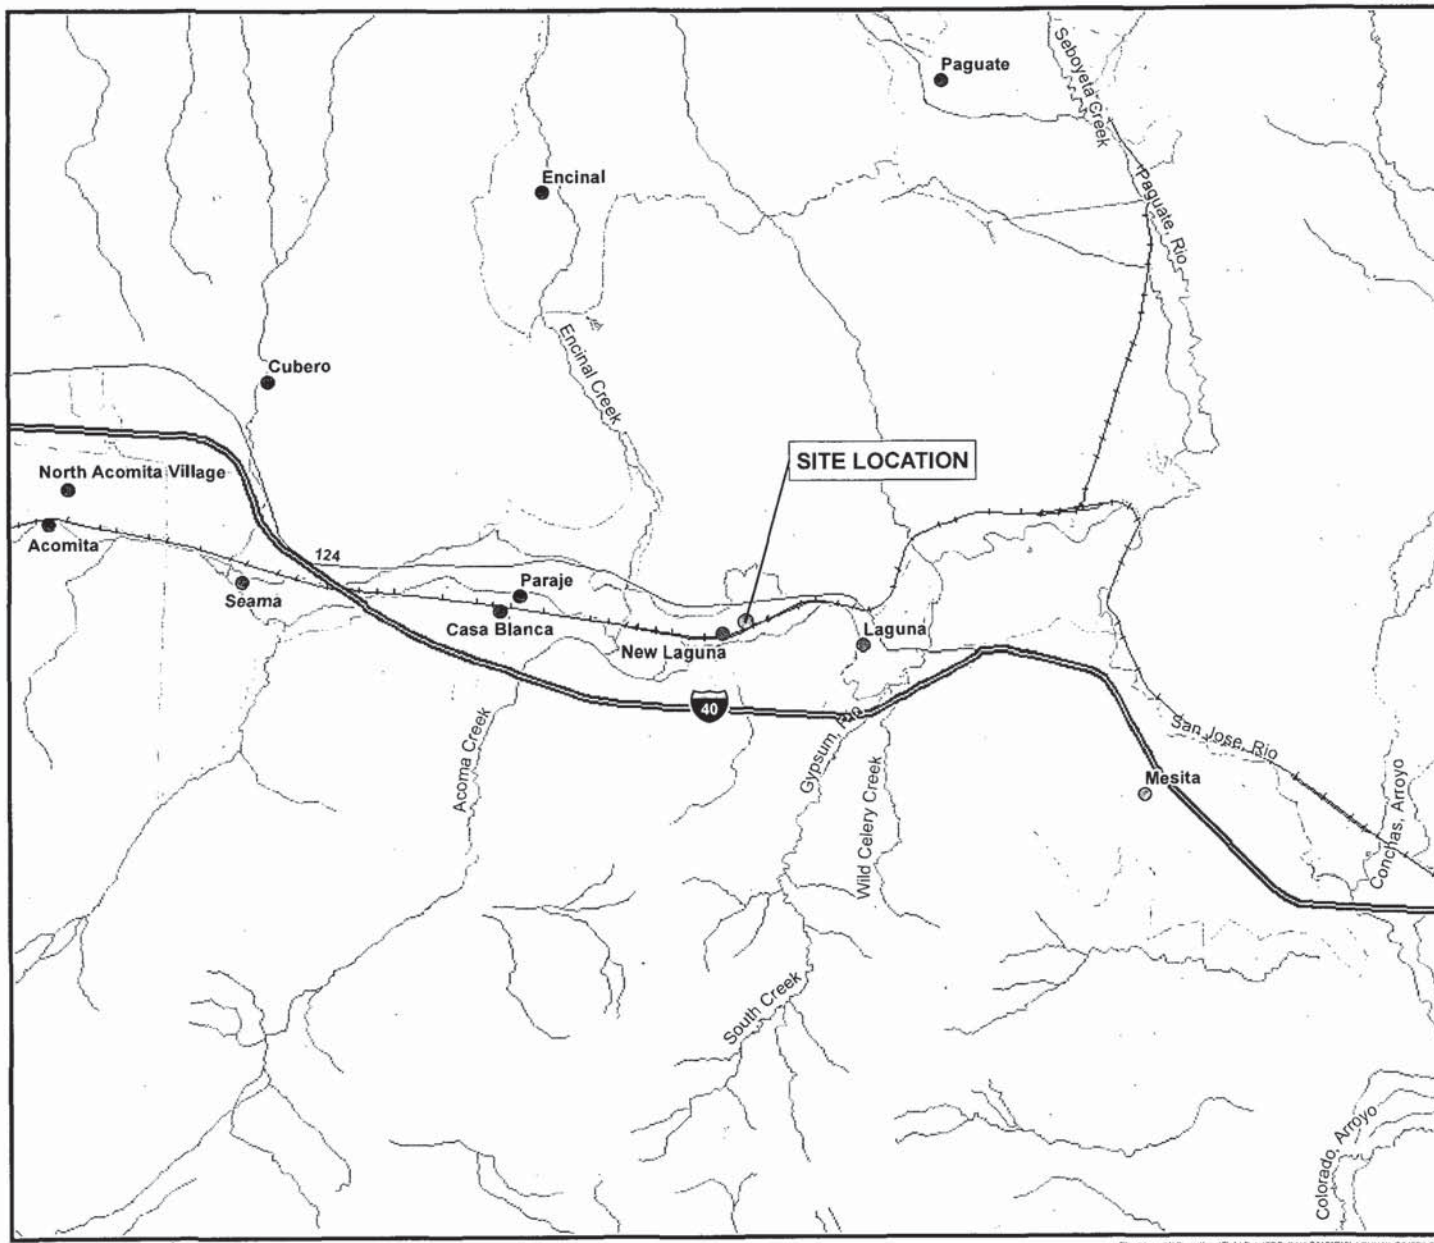 Paguate
Seboyeta Creek
Encinal
Paguate, Rio
Encinal Creek
Cubero
SITE LOCATION
North Acomita Village
Acomita
124
Paraje
Seama
Casa Blanca
New Laguna
Laguna
40
Acoma Creek
Gypsum, Rio
San Jose, Rio
Mesita
Wild Celery Creek
Conchas, Arroyo
South Creek
Colorado, Arroyo